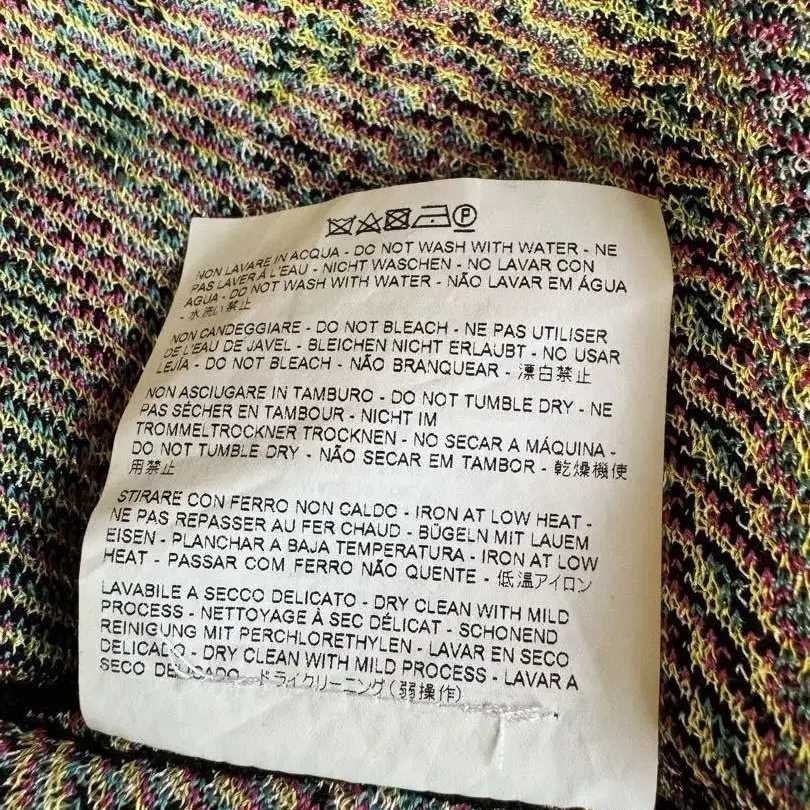 P
NON LAVARE IN ACQUA - DO NOT WASH WITH WATER - NE
PAS LAVER À L'EAU - NICHT WASCHEN - NO LAVAR CON
AGUA - DO NOT WASH WITH WATER - NÃO LAVAR EM ÁGUA
- 水洗い禁止
NON CANDEGGIARE - DO NOT BLEACH - NE PAS UTILISER
DE L'EAU DE JAVEL - BLEICHEN NICHT ERLAUBT - NO USAR
LEJÍA - DO NOT BLEACH - NÃO BRANQUEAR - 漂白禁止
NON ASCIUGARE IN TAMBURO - DO NOT TUMBLE DRY - NE
PAS SÉCHER EN TAMBOUR - NICHT IM
TROMMELTROCKNER TROCKNEN - NO SECAR A MÁQUINA -
DO NOT TUMBLE DRY - NÃO SECAR EM TAMBOR - 乾燥機使
用禁止
STIRARE CON FERRO NON CALDO - IRON AT LOW HEAT -
NE PAS REPASSER AU FER CHAUD - BÜGELN MIT LAUEM
EISEN - PLANCHAR A BAJA TEMPERATURA - IRON AT LOW
HEAT - PASSAR COM FERRO NÃO QUENTE - 低温アイロン
LAVABILE A SECCO DELICATO - DRY CLEAN WITH MILD
PROCESS - NETTOYAGE À SEC DÉLICAT - SCHONEND
REINIGUNG MIT PERCHLORETHYLEN - LAVAR EN SECO
DELICADO - DRY CLEAN WITH MILD PROCESS - LAVAR A
SECO DELICADO - ドライクリーニング(弱操作)